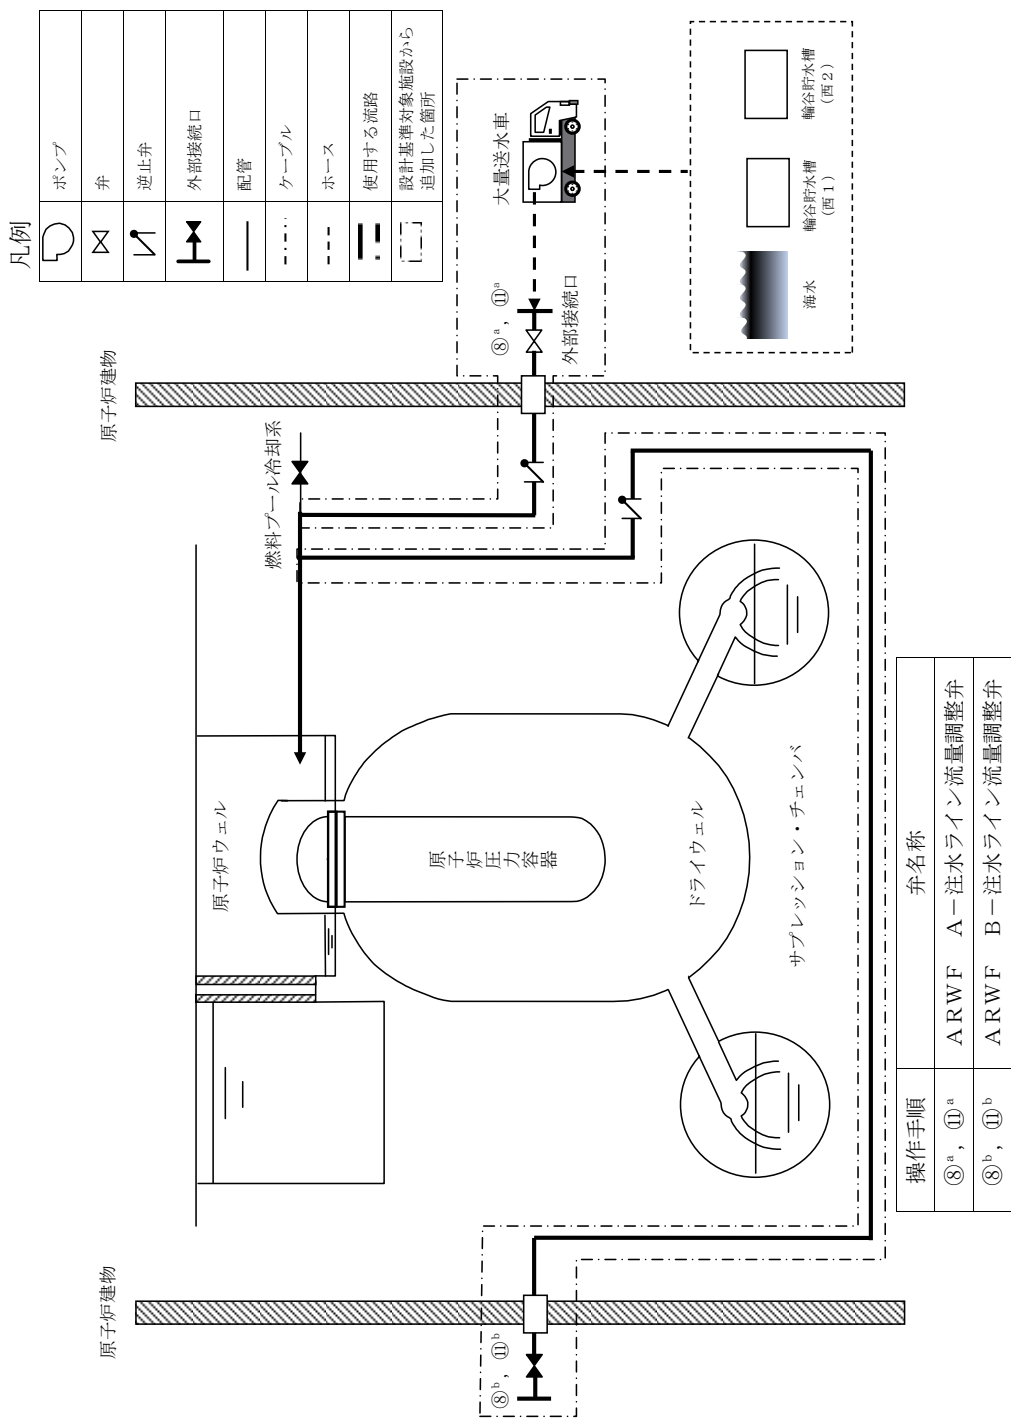 凡例
ポンプ
弁
逆止弁
外部接続口
配管
ケーブル
ホース
使用する流路
設計基準対象施設から
追加した箇所
原子炉建物
燃料プール冷却系
大量送水車
⑧ᵃ, ⑪ᵃ
外部接続口
輪谷貯水槽
(西2)
輪谷貯水槽
(西1)
海水
原子炉ウェル
原子炉圧力容器
ドライウェル
サプレッション・チェンバ
原子炉建物
⑧ᵇ, ⑪ᵇ
操作手順 弁名称
⑧ᵃ, ⑪ᵃ ARWF A-注水ライン流量調整弁
⑧ᵇ, ⑪ᵇ ARWF B-注水ライン流量調整弁